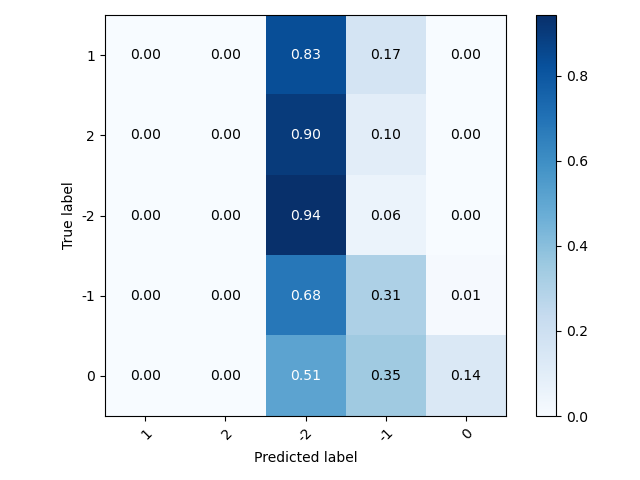 1 0.00 0.00 0.83 0.17 0.00
2 0.00 0.00 0.90 0.10 0.00
-2 0.00 0.00 0.94 0.06 0.00
-1 0.00 0.00 0.68 0.31 0.01
0 0.00 0.00 0.51 0.35 0.14
1 2 -2 -1 0
True label
Predicted label
0.8
0.6
0.4
0.2
0.0